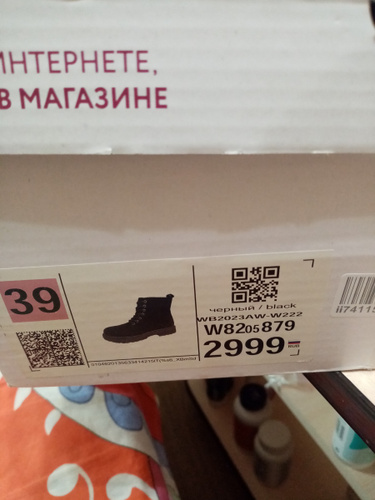 ИНТЕРНЕТЕ,
В МАГАЗИНЕ
39
черный / black
WB2023AW-W222
W8205879
2999